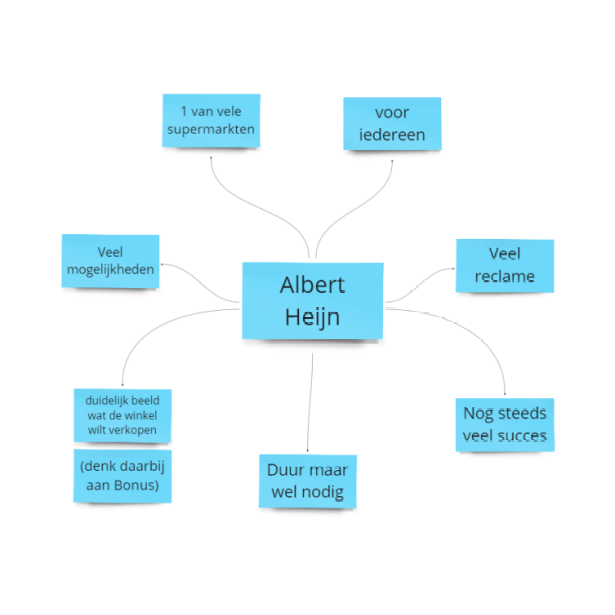 1 van vele
supermarkten
voor
iedereen
Veel
mogelijkheden
Albert
Heijn
Veel
reclame
duidelijk beeld
wat de winkel
wilt verkopen
(denk daarbij
aan Bonus)
Duur maar
wel nodig
Nog steeds
veel succes